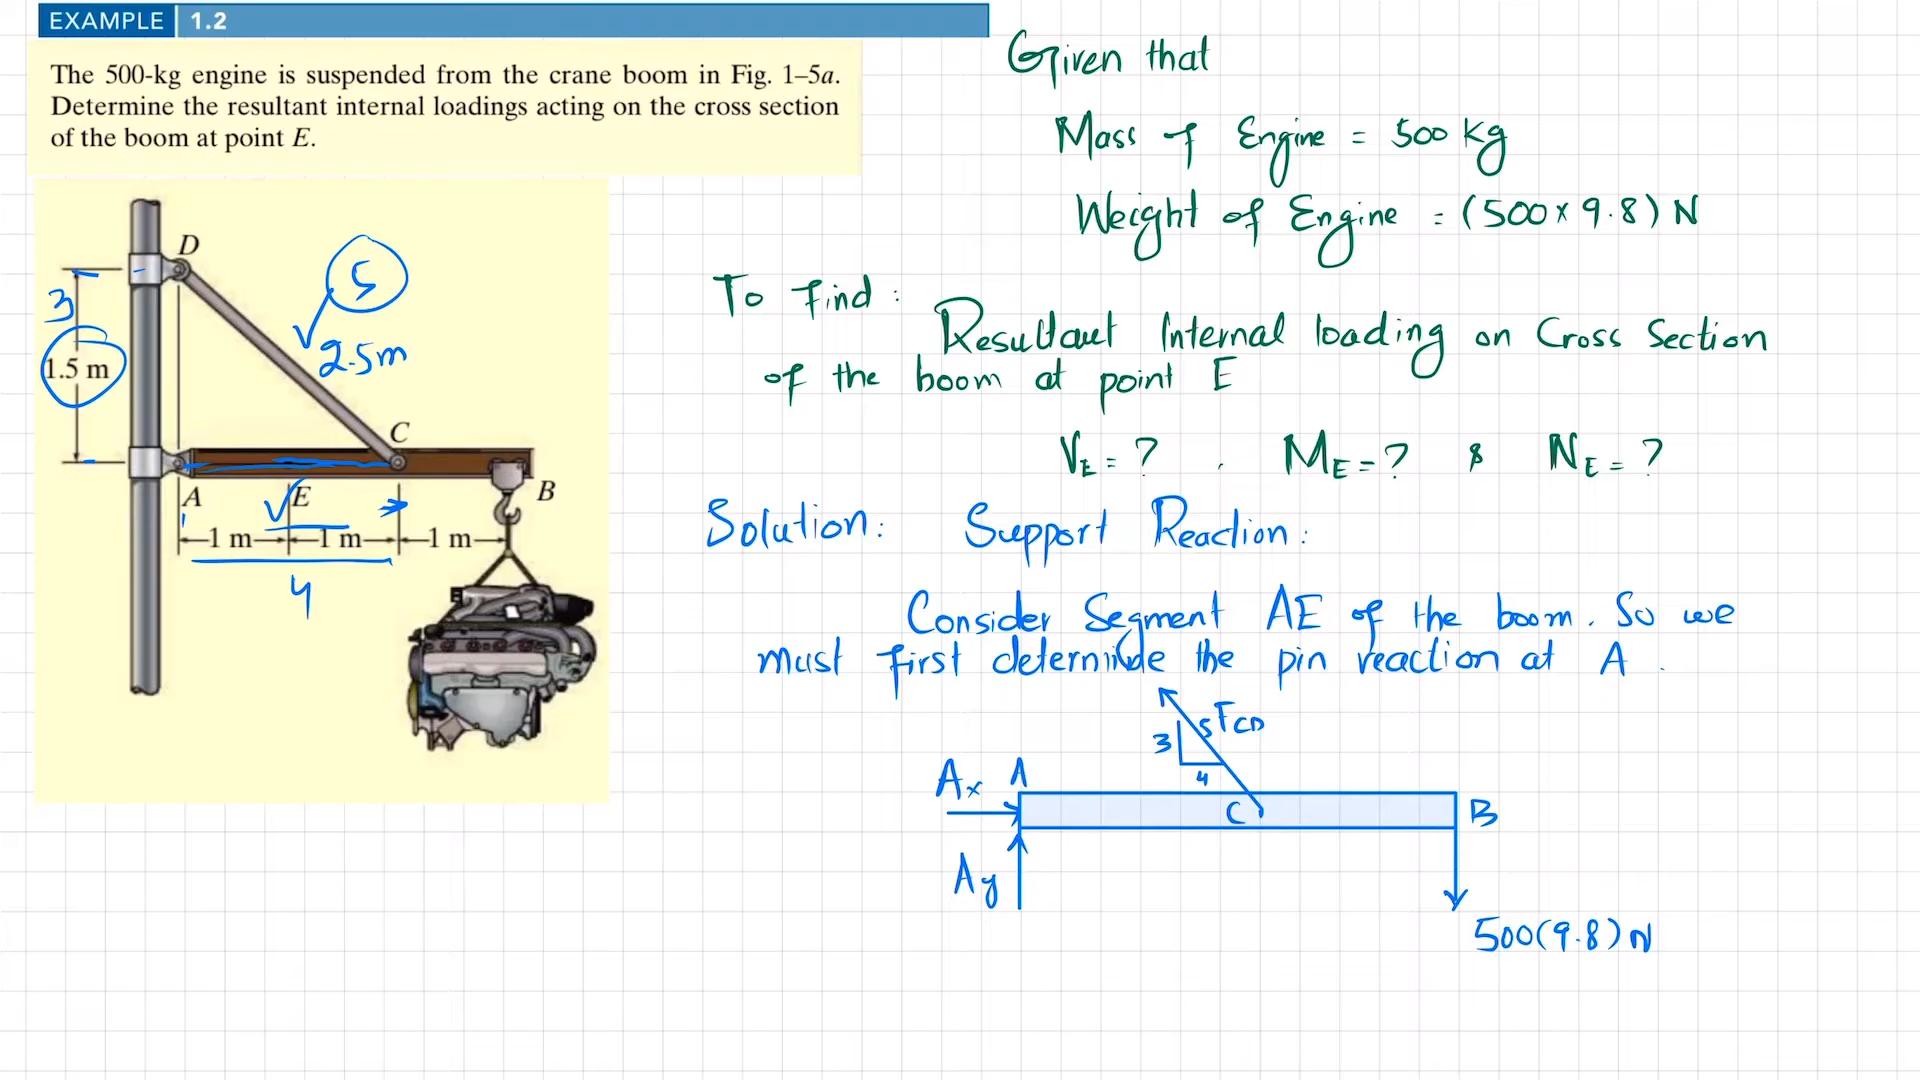 EXAMPLE 1.2
The 500-kg engine is suspended from the crane boom in Fig. 1–5a.
Determine the resultant internal loadings acting on the cross section
of the boom at point E.
Given that
Mass of Engine = 500 kg
Weight of Engine = (500 × 9.8) N
To find:
Resultant Internal loading on Cross Section
of the boom at point E
V_E = ? , M_E = ? & N_E = ?
Solution: Support Reaction:
Consider Segment AE of the boom. So we
must first determine the pin reaction at A.
D
5
3
1.5 m
2.5m
C
A
E
B
1 m 1 m 1 m
4
F_CD
3 5
4
A_x A
C
B
A_y
500(9.8) N